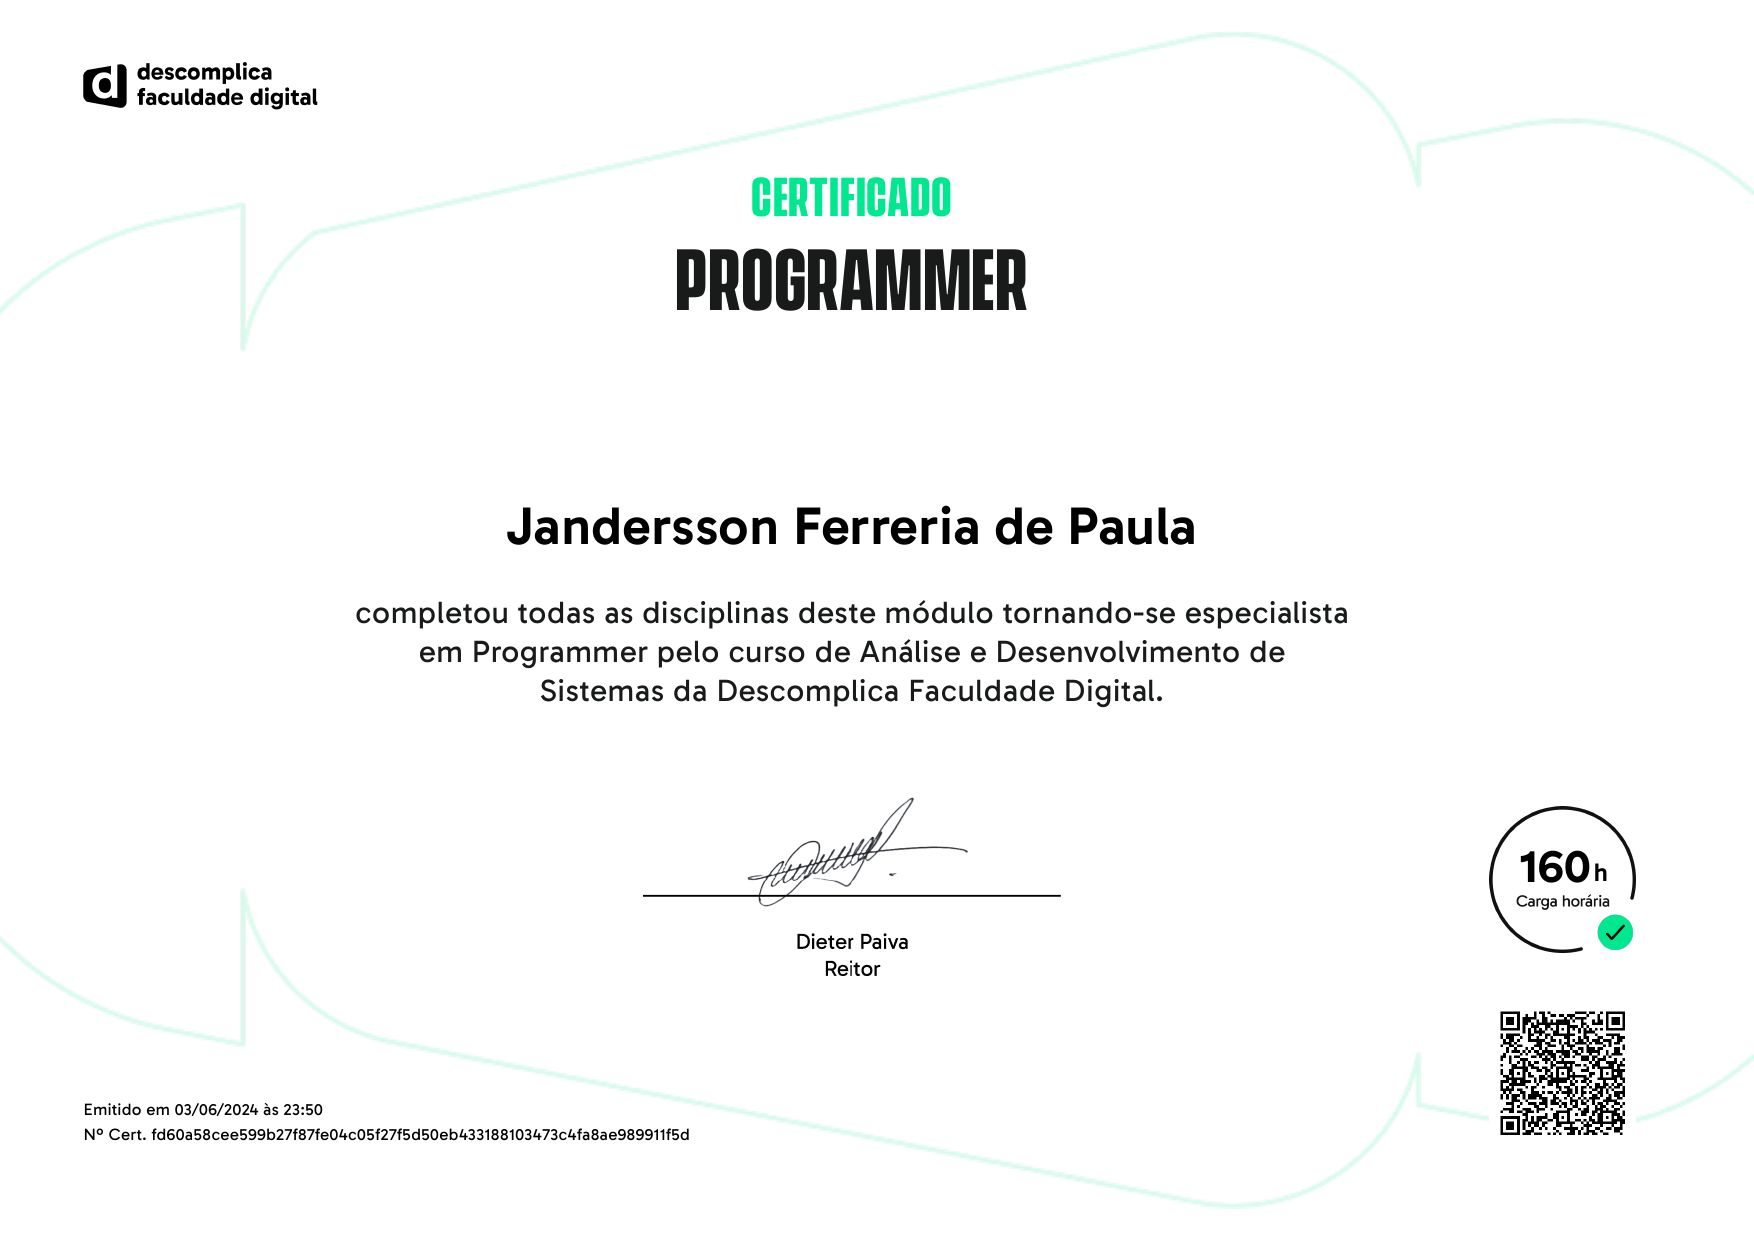 descomplica
faculdade digital
CERTIFICADO
PROGRAMMER
Jandersson Ferreria de Paula
completou todas as disciplinas deste módulo tornando-se especialista
em Programmer pelo curso de Análise e Desenvolvimento de
Sistemas da Descomplica Faculdade Digital.
Dieter Paiva
Reitor
160h
Carga horária
Emitido em 03/06/2024 às 23:50
Nº Cert. fd60a58cee599b27f87fe04c05f27f5d50eb433188103473c4fa8ae989911f5d